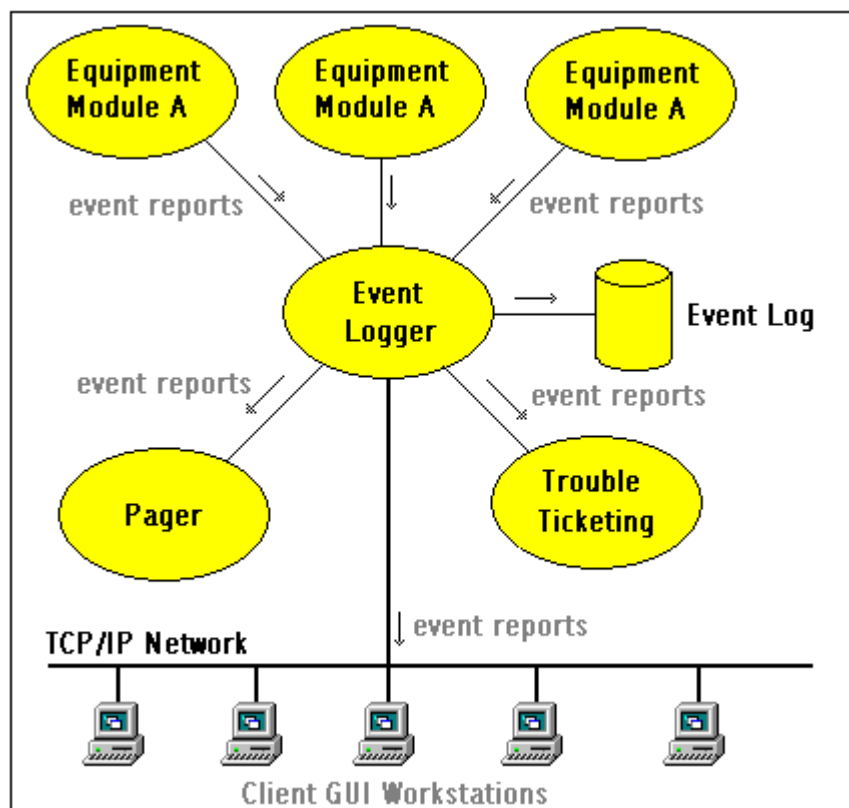 Equipment
Module A
Equipment
Module A
Equipment
Module A
event reports
event reports
Event
Logger
Event Log
event reports
event reports
Pager
Trouble
Ticketing
event reports
TCP/IP Network
Client GUI Workstations